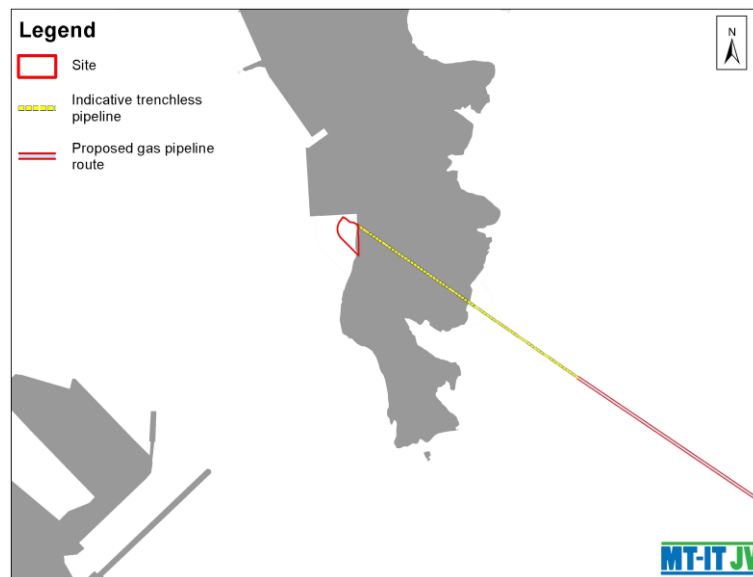 Legend
N
Site
Indicative trenchless
pipeline
Proposed gas pipeline
route
MT-IT JV